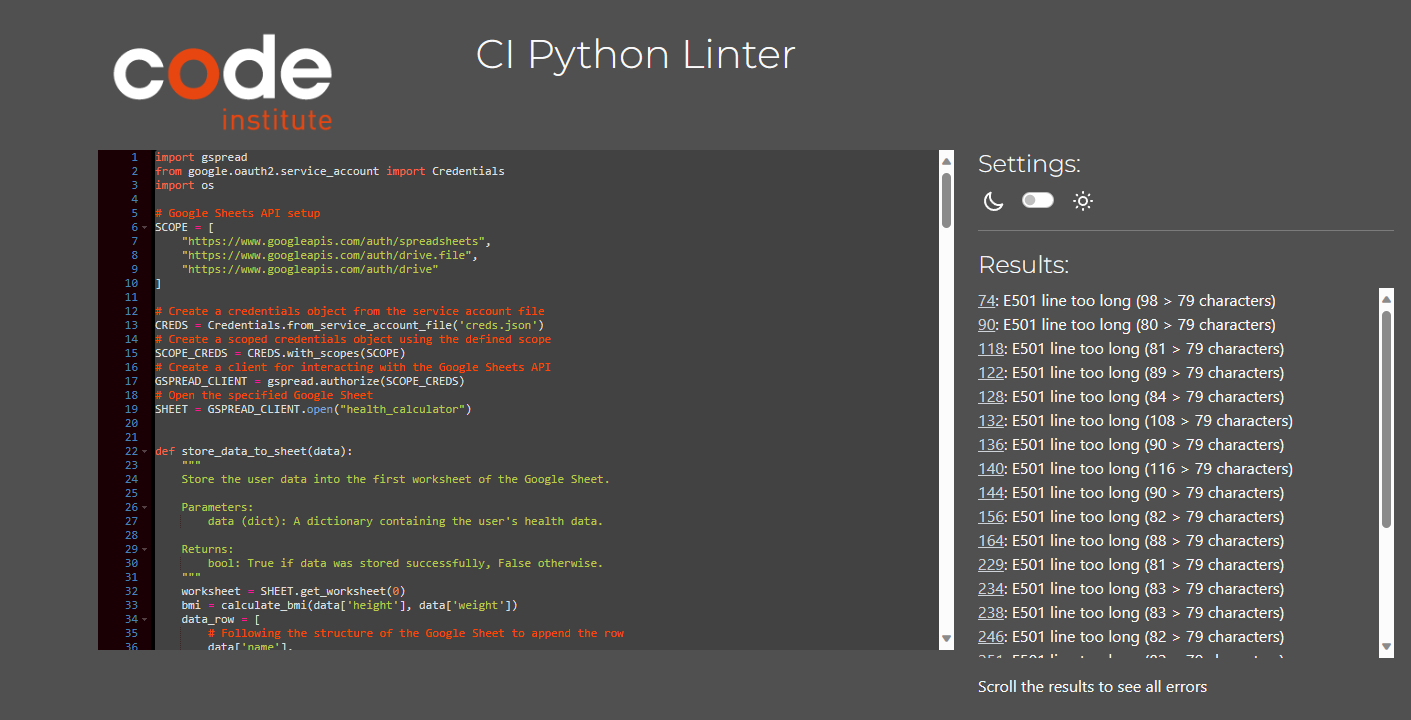 code
institute
CI Python Linter
1 import gspread
2 from google.oauth2.service_account import Credentials
3 import os
4
5 # Google Sheets API setup
6 SCOPE = [
7     "https://www.googleapis.com/auth/spreadsheets",
8     "https://www.googleapis.com/auth/drive.file",
9     "https://www.googleapis.com/auth/drive"
10 ]
11
12 # Create a credentials object from the service account file
13 CREDS = Credentials.from_service_account_file('creds.json')
14 # Create a scoped credentials object using the defined scope
15 SCOPE_CREDS = CREDS.with_scopes(SCOPE)
16 # Create a client for interacting with the Google Sheets API
17 GSPREAD_CLIENT = gspread.authorize(SCOPE_CREDS)
18 # Open the specified Google Sheet
19 SHEET = GSPREAD_CLIENT.open("health_calculator")
20
21
22 def store_data_to_sheet(data):
23     """
24     Store the user data into the first worksheet of the Google Sheet.
25
26     Parameters:
27         data (dict): A dictionary containing the user's health data.
28
29     Returns:
30         bool: True if data was stored successfully, False otherwise.
31     """
32     worksheet = SHEET.get_worksheet(0)
33     bmi = calculate_bmi(data['height'], data['weight'])
34     data_row = [
35         # Following the structure of the Google Sheet to append the row
36         data['name'],
Settings:
Results:
74: E501 line too long (98 > 79 characters)
90: E501 line too long (80 > 79 characters)
118: E501 line too long (81 > 79 characters)
122: E501 line too long (89 > 79 characters)
128: E501 line too long (84 > 79 characters)
132: E501 line too long (108 > 79 characters)
136: E501 line too long (90 > 79 characters)
140: E501 line too long (116 > 79 characters)
144: E501 line too long (90 > 79 characters)
156: E501 line too long (82 > 79 characters)
164: E501 line too long (88 > 79 characters)
229: E501 line too long (81 > 79 characters)
234: E501 line too long (83 > 79 characters)
238: E501 line too long (83 > 79 characters)
246: E501 line too long (82 > 79 characters)
Scroll the results to see all errors